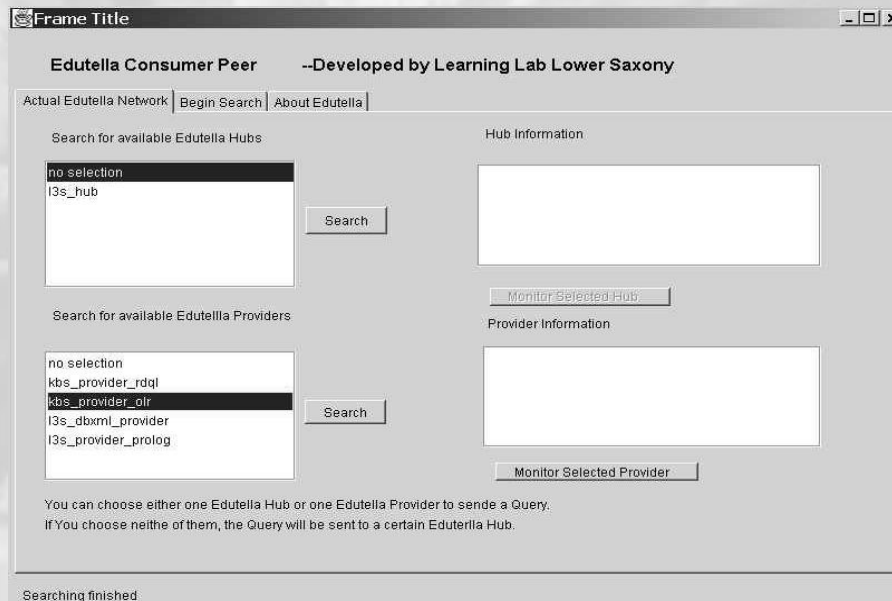 Frame Title
Edutella Consumer Peer --Developed by Learning Lab Lower Saxony
Actual Edutella Network Begin Search About Edutella
Search for available Edutella Hubs
no selection
l3s_hub
Search
Hub Information
Monitor Selected Hub
Search for available Edutellla Providers
no selection
kbs_provider_rdql
kbs_provider_olr
l3s_dbxml_provider
l3s_provider_prolog
Search
Provider Information
Monitor Selected Provider
You can choose either one Edutella Hub or one Edutella Provider to sende a Query.
If You choose neithe of them, the Query will be sent to a certain Eduterlla Hub.
Searching finished